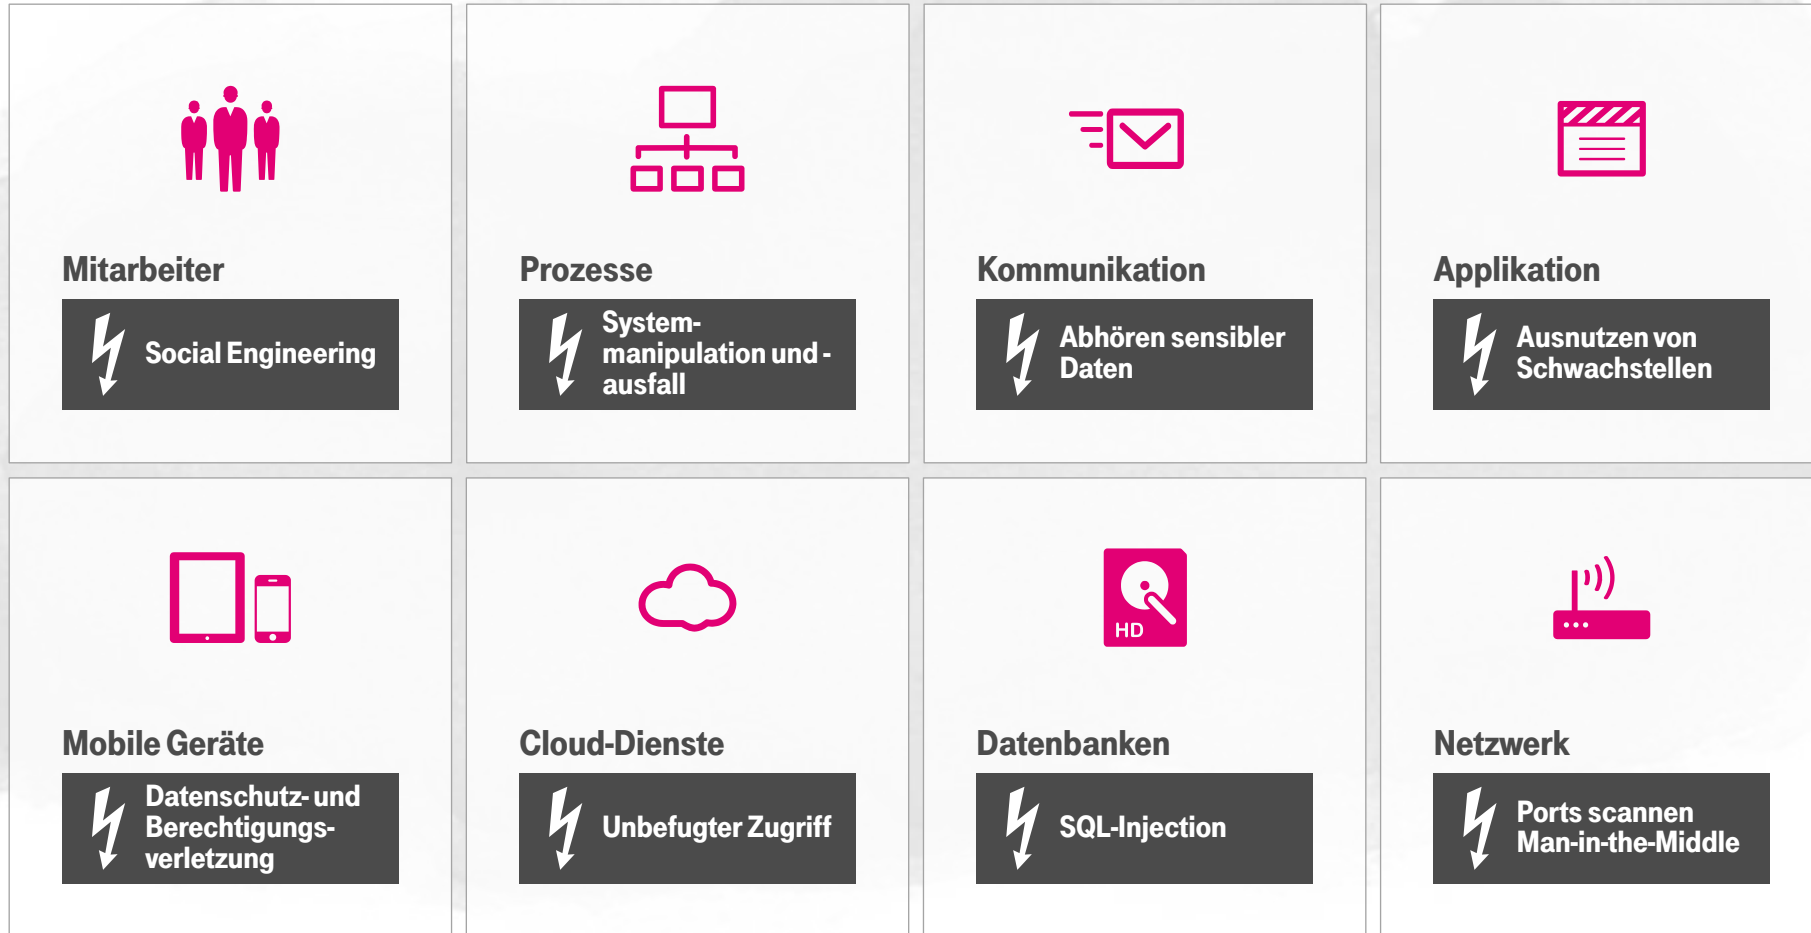 Mitarbeiter
Social Engineering
Prozesse
System-
manipulation und -
ausfall
Kommunikation
Abhören sensibler
Daten
Applikation
Ausnutzen von
Schwachstellen
Mobile Geräte
Datenschutz- und
Berechtigungs-
verletzung
Cloud-Dienste
Unbefugter Zugriff
HD
Datenbanken
SQL-Injection
Netzwerk
Ports scannen
Man-in-the-Middle